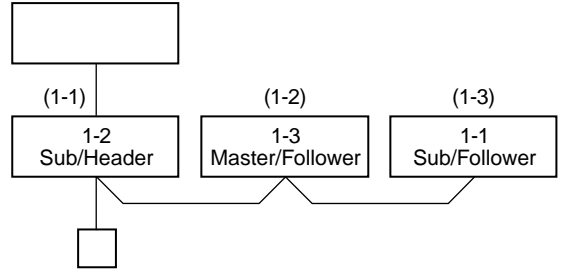 (1-1)
(1-2)
(1-3)
1-2
Sub/Header
1-3
Master/Follower
1-1
Sub/Follower